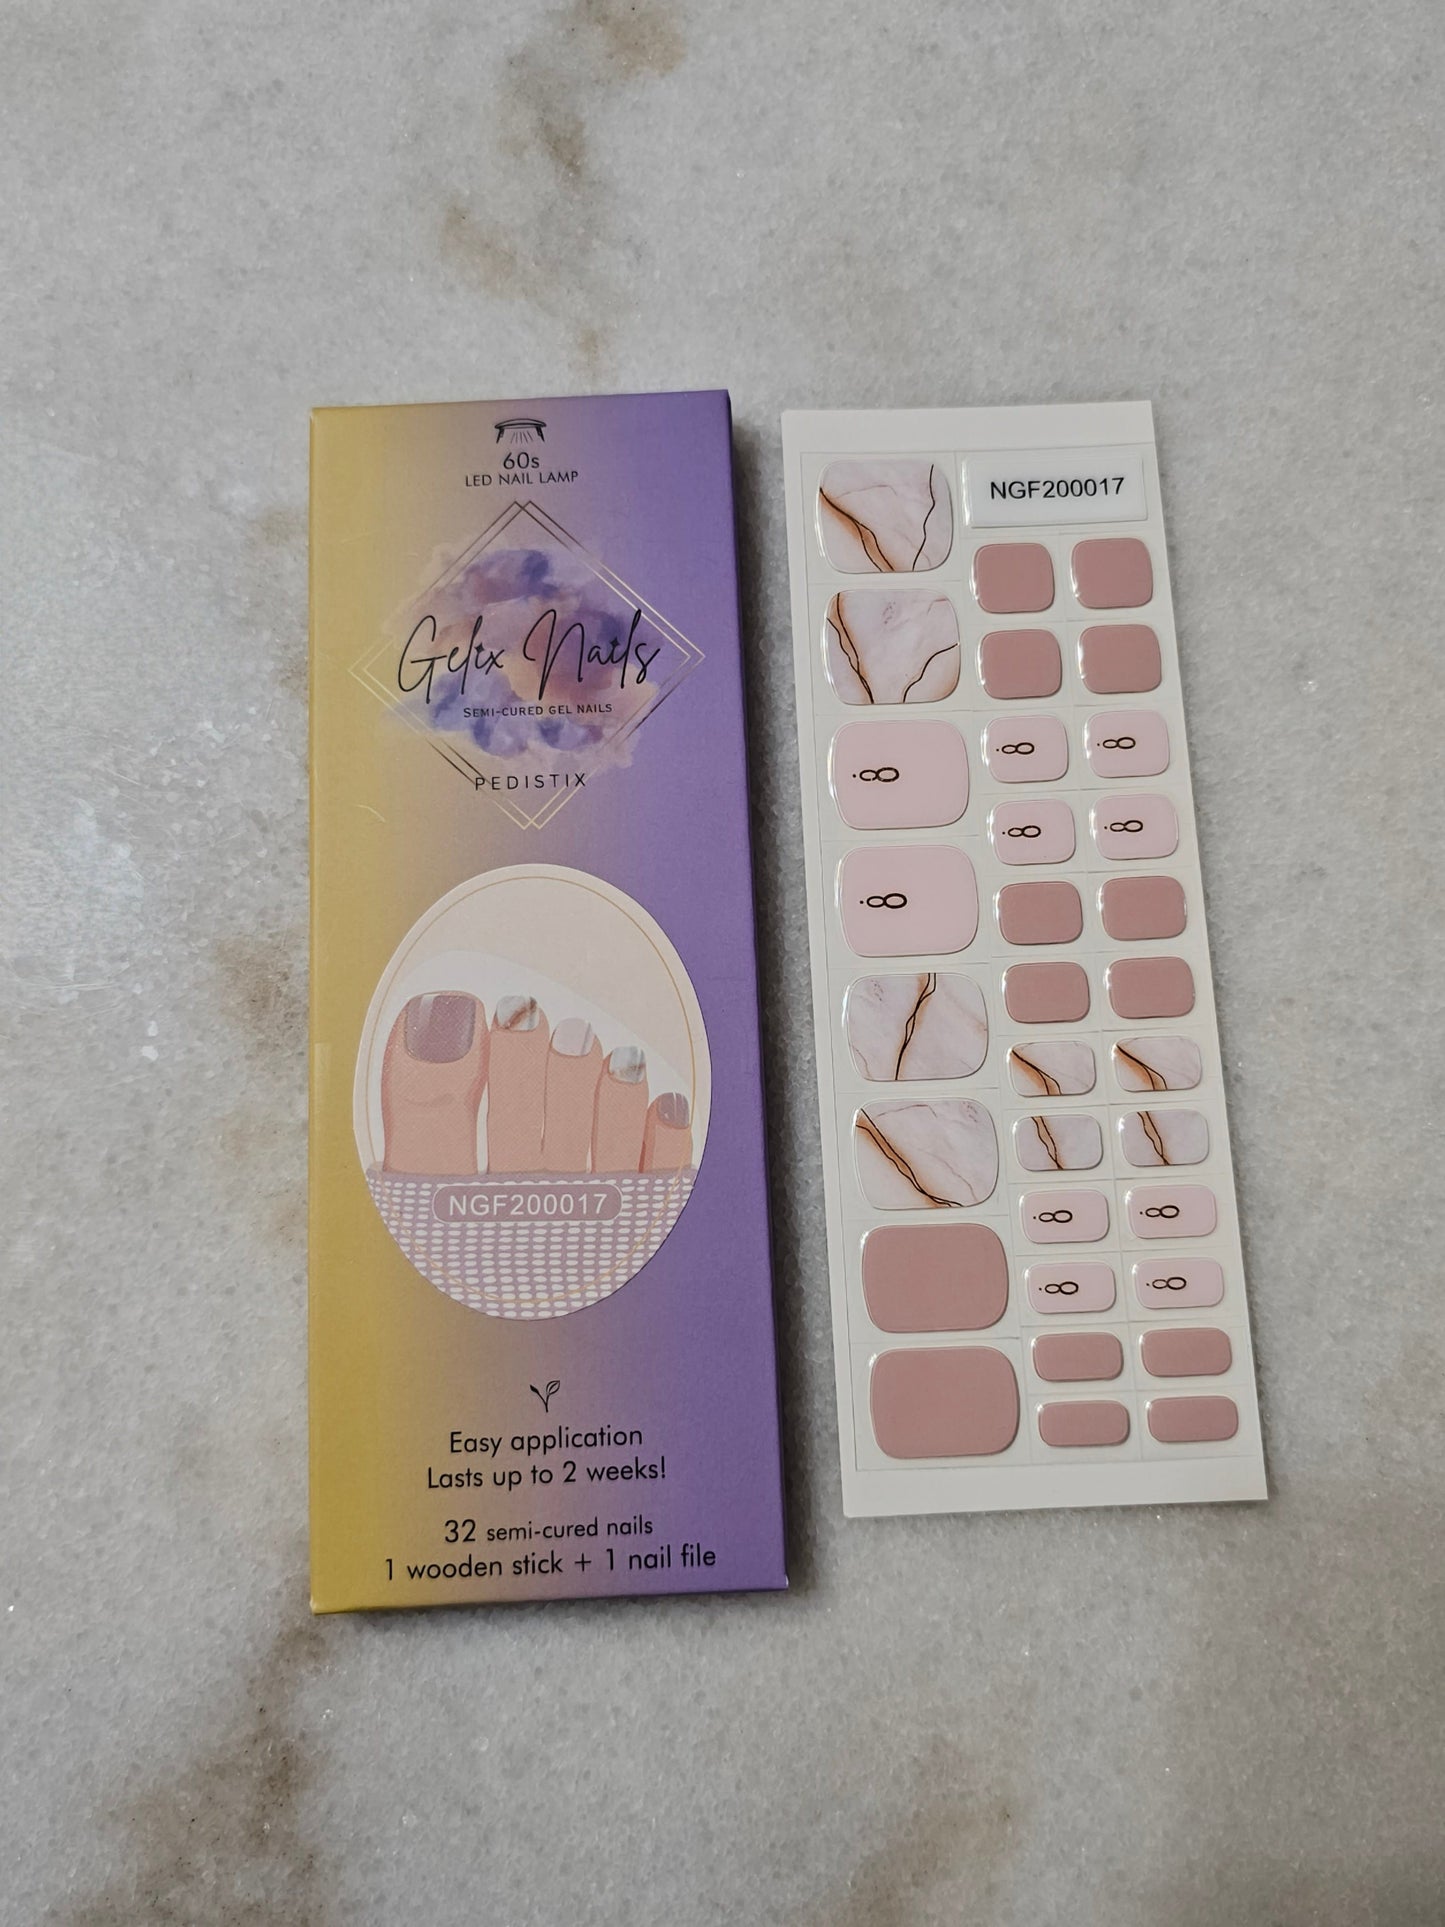 60s
LED NAIL LAMP
Gelix Nails
SEMI-CURED GEL NAILS
PEDISTIX
NGF200017
Easy application
Lasts up to 2 weeks!
32 semi-cured nails
1 wooden stick + 1 nail file
NGF200017